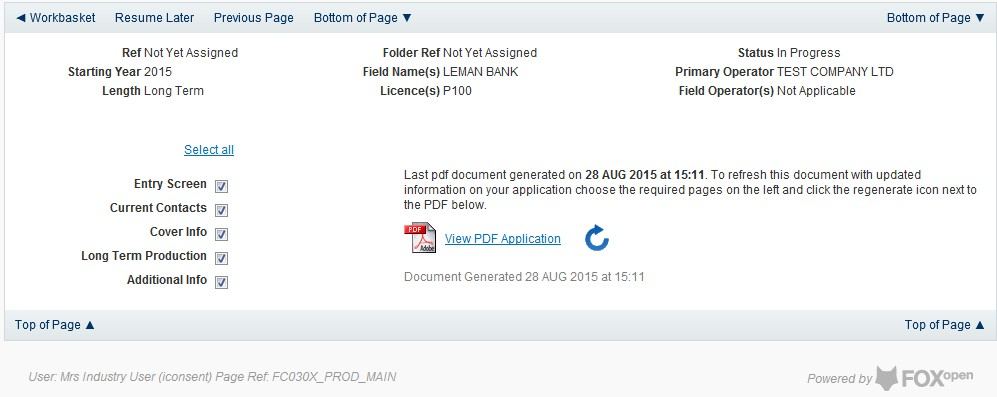 ◄ Workbasket Resume Later Previous Page Bottom of Page ▼ Bottom of Page ▼
Ref Not Yet Assigned Folder Ref Not Yet Assigned Status In Progress
Starting Year 2015 Field Name(s) LEMAN BANK Primary Operator TEST COMPANY LTD
Length Long Term Licence(s) P100 Field Operator(s) Not Applicable
Select all
Entry Screen
Current Contacts
Cover Info
Long Term Production
Additional Info
Last pdf document generated on 28 AUG 2015 at 15:11. To refresh this document with updated
information on your application choose the required pages on the left and click the regenerate icon next to
the PDF below.
PDF Adobe View PDF Application
Document Generated 28 AUG 2015 at 15:11
Top of Page ▲ Top of Page ▲
User: Mrs Industry User (iconsent) Page Ref: FC030X_PROD_MAIN
Powered by FOXopen